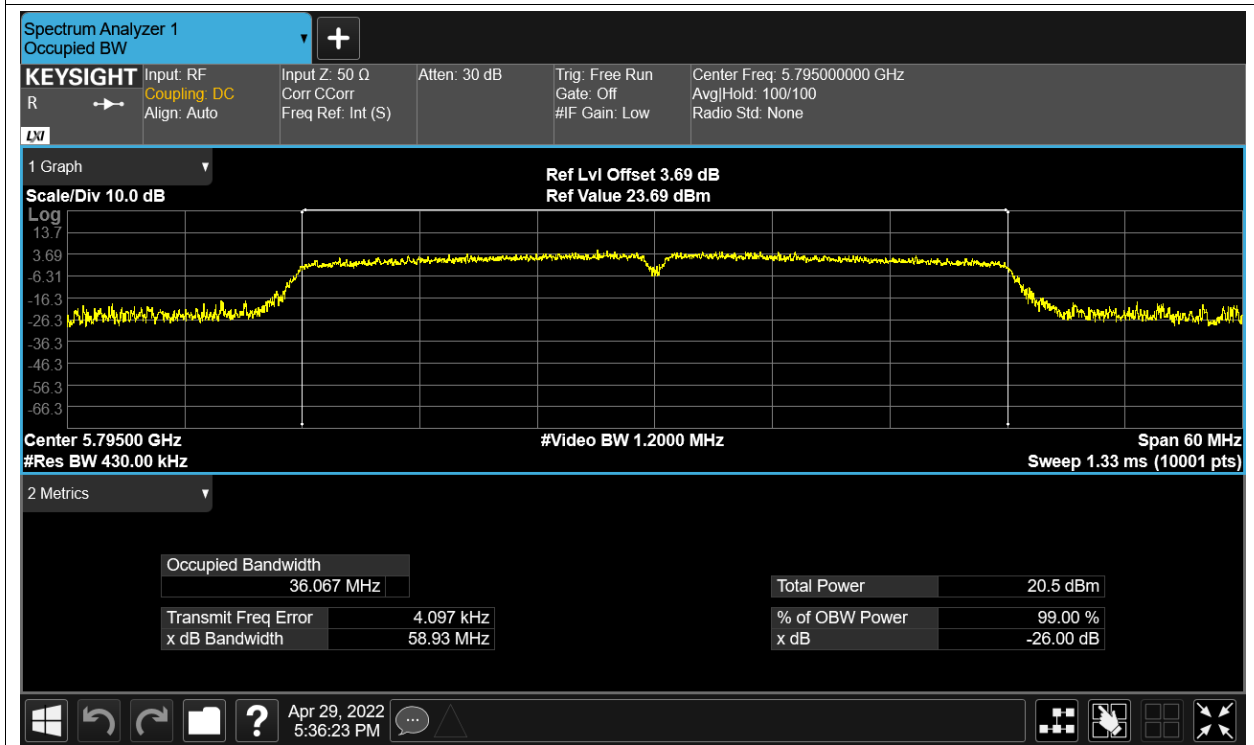 Spectrum Analyzer 1
Occupied BW
+
KEYSIGHT
R
LXI
Input: RF
Coupling: DC
Align: Auto
Input Z: 50 Ω
Corr CCorr
Freq Ref: Int (S)
Atten: 30 dB
Trig: Free Run
Gate: Off
#IF Gain: Low
Center Freq: 5.795000000 GHz
Avg|Hold: 100/100
Radio Std: None
1 Graph
Scale/Div 10.0 dB
Ref Lvl Offset 3.69 dB
Ref Value 23.69 dBm
Log
13.7
3.69
-6.31
-16.3
-26.3
-36.3
-46.3
-56.3
-66.3
Center 5.79500 GHz
#Res BW 430.00 kHz
#Video BW 1.2000 MHz
Span 60 MHz
Sweep 1.33 ms (10001 pts)
2 Metrics
Occupied Bandwidth
36.067 MHz
Transmit Freq Error 4.097 kHz
x dB Bandwidth 58.93 MHz
Total Power 20.5 dBm
% of OBW Power 99.00 %
x dB -26.00 dB
?
Apr 29, 2022
5:36:23 PM